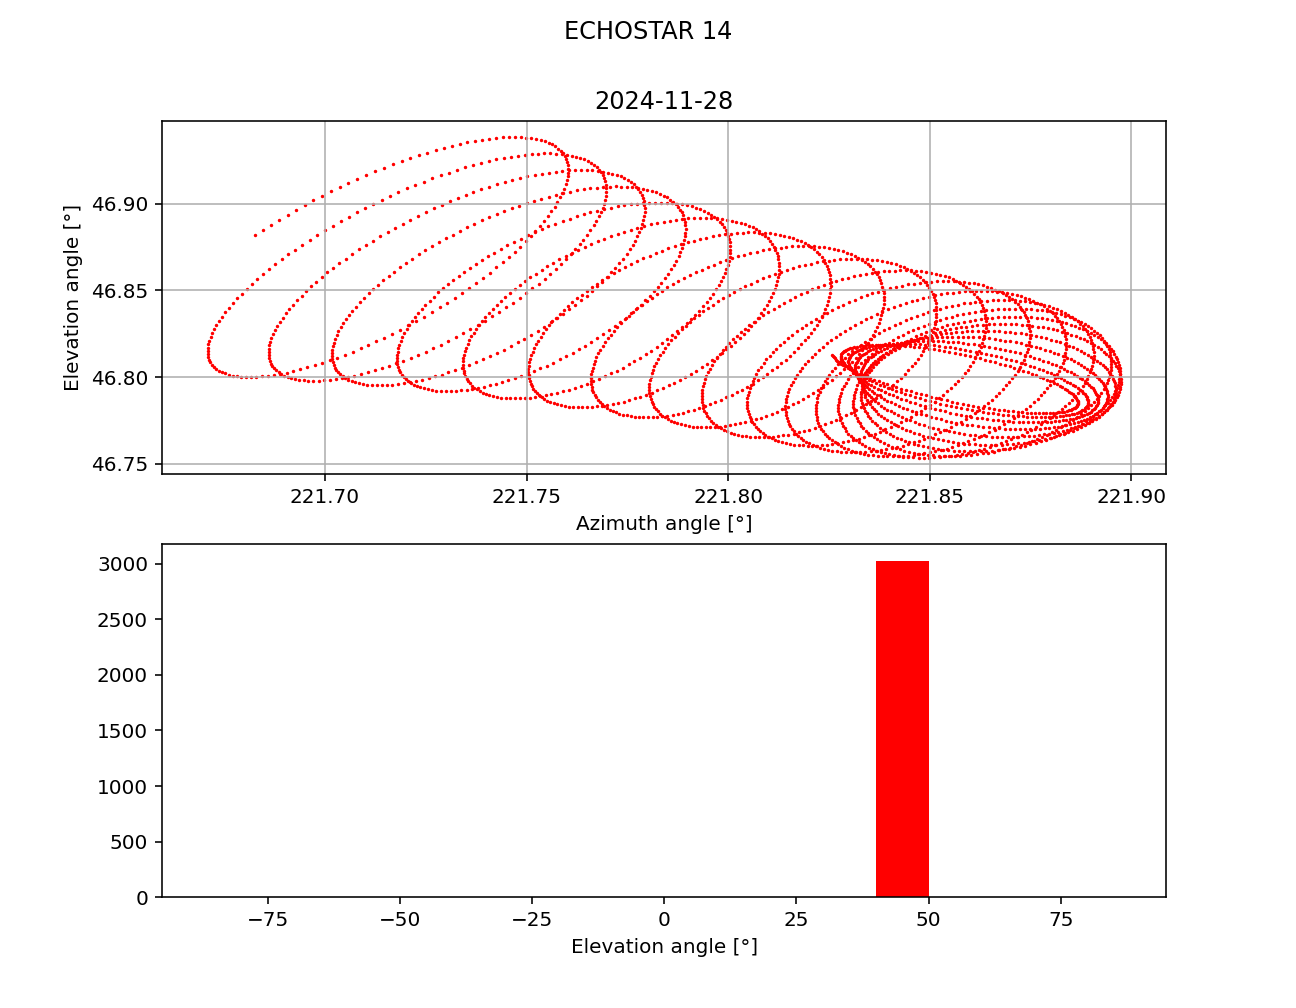 ECHOSTAR 14
2024-11-28
Elevation angle [°]
46.90
46.85
46.80
46.75
221.70 221.75 221.80 221.85 221.90
Azimuth angle [°]
3000
2500
2000
1500
1000
500
0
−75 −50 −25 0 25 50 75
Elevation angle [°]